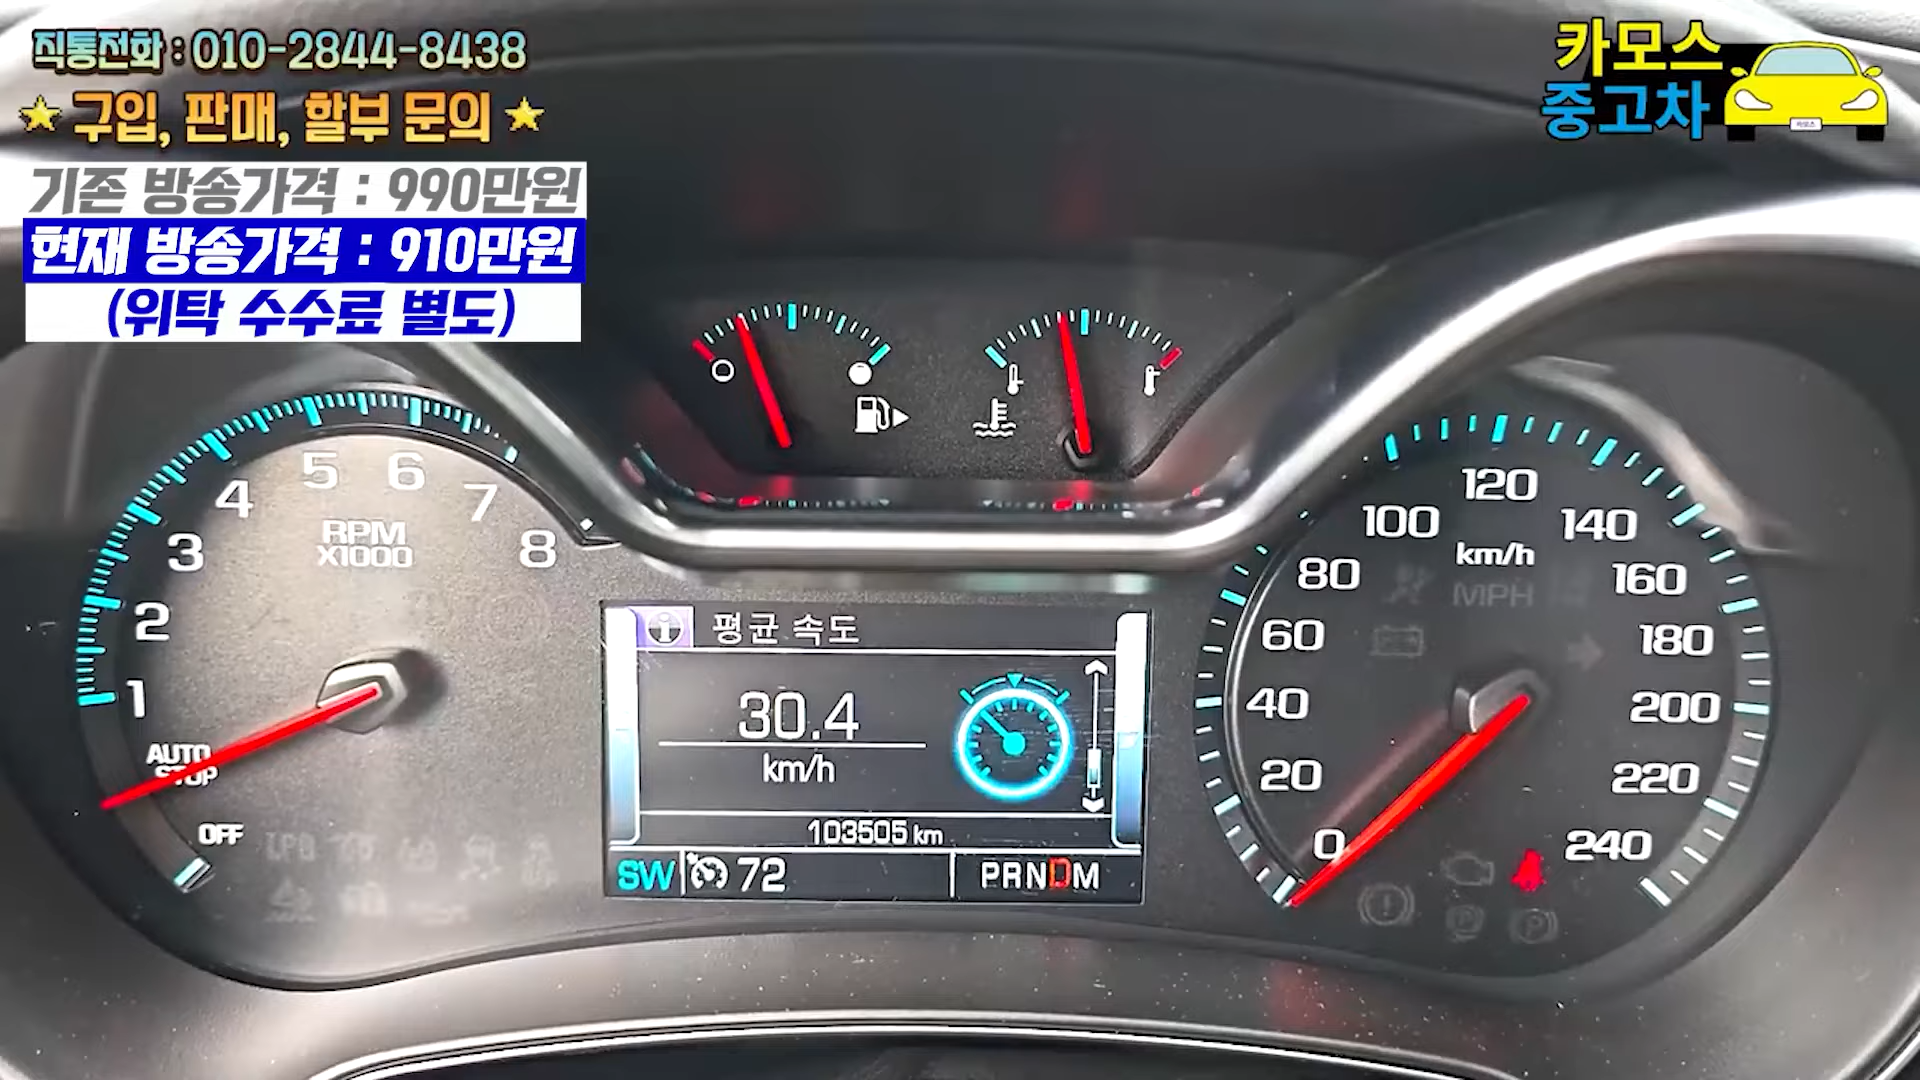 직통전화 : 010-2844-8438
★ 구입, 판매, 할부 문의 ★
기존 방송가격 : 990만원
현재 방송가격 : 910만원
(위탁 수수료 별도)
카모스
중고차
1
2
3
4
5
6
7
8
RPM
X1000
AUTO
STOP
OFF
평균 속도
30.4
km/h
103505 km
SW 72 PRNDM
0
20
40
60
80
100
120
140
160
180
200
220
240
km/h
MPH